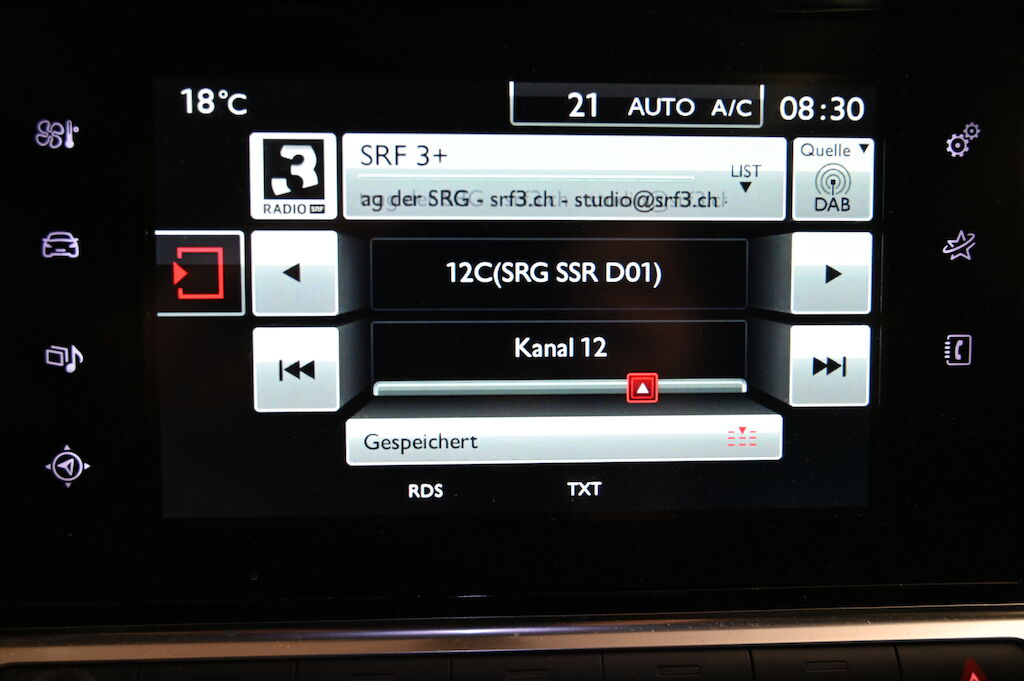 18°C
21 AUTO A/C 08:30
3
RADIO SRF
SRF 3+
LIST
ag der SRG - srf3.ch - studio@srf3.ch
Quelle
DAB
12C(SRG SSR D01)
Kanal 12
Gespeichert
RDS TXT